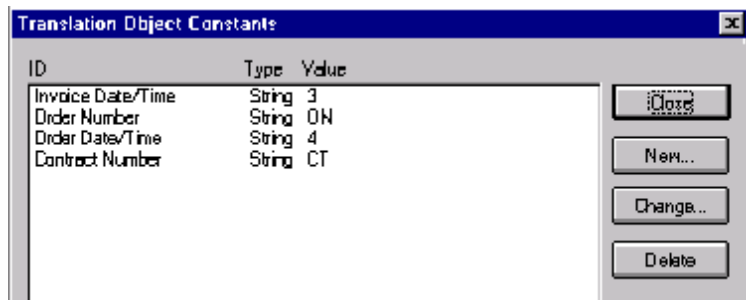 Translation Object Constants
ID Type Value
Invoice Date/Time String 3
Order Number String ON
Order Date/Time String 4
Contract Number String CT
Close
New...
Change...
Delete